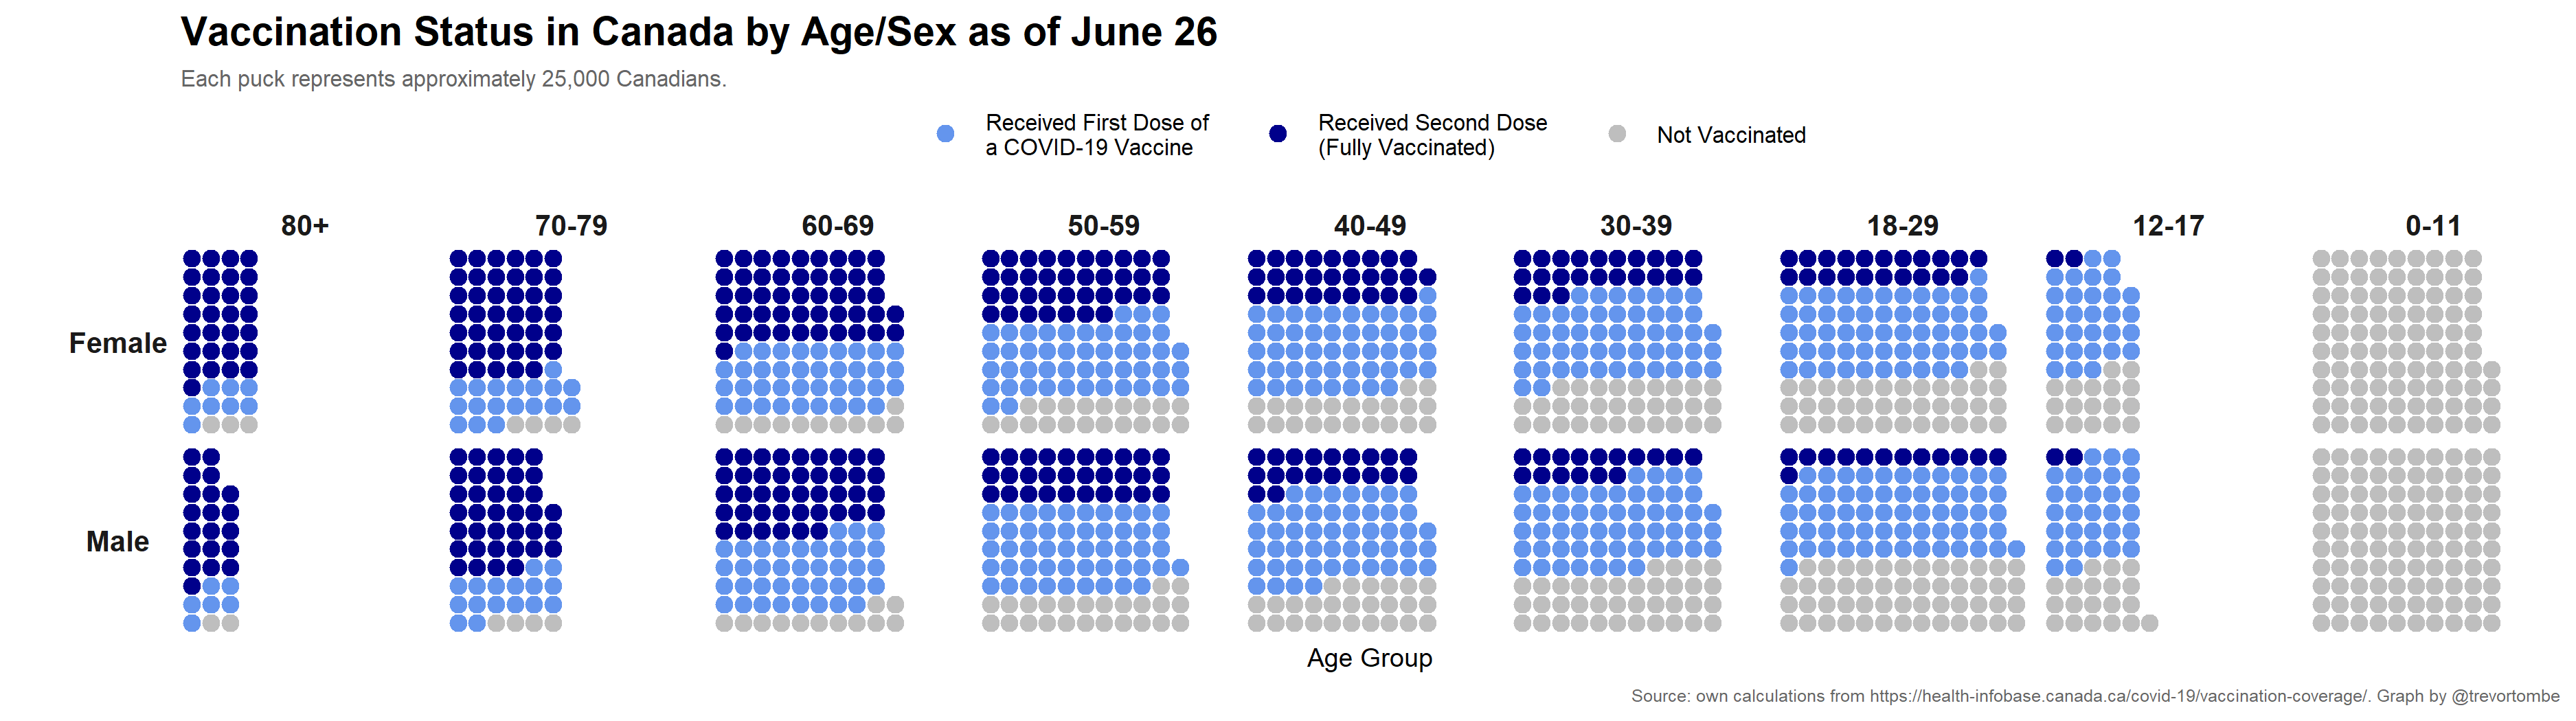 Vaccination Status in Canada by Age/Sex as of June 26
Each puck represents approximately 25,000 Canadians.
Received First Dose of
a COVID-19 Vaccine
Received Second Dose
(Fully Vaccinated)
Not Vaccinated
80+ 70-79 60-69 50-59 40-49 30-39 18-29 12-17 0-11
Female
Male
Age Group
Source: own calculations from https://health-infobase.canada.ca/covid-19/vaccination-coverage/. Graph by @trevortombe